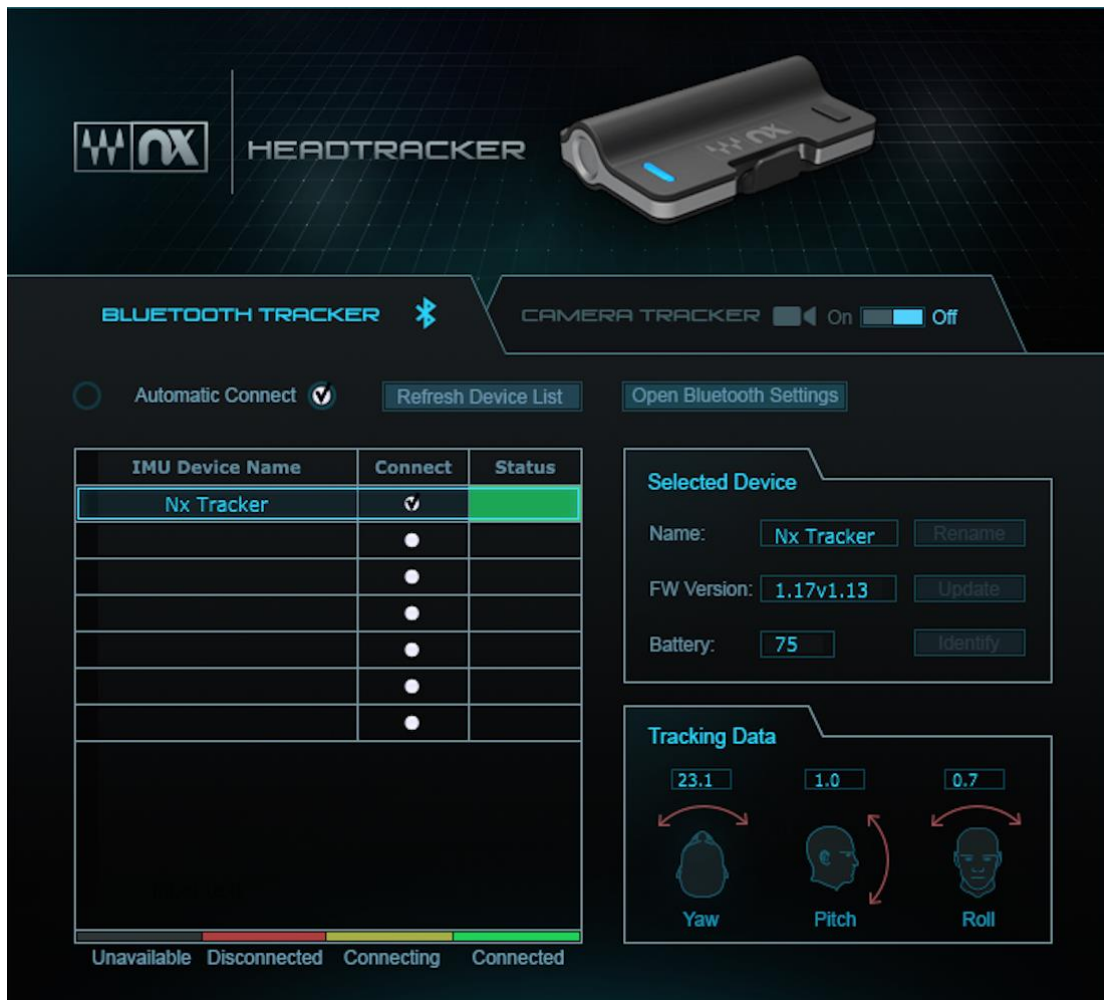 NX HEADTRACKER
NX
BLUETOOTH TRACKER
CAMERA TRACKER On Off
Automatic Connect Refresh Device List Open Bluetooth Settings
IMU Device Name Connect Status
Nx Tracker
Selected Device
Name: Nx Tracker Rename
FW Version: 1.17v1.13 Update
Battery: 75 Identify
Tracking Data
23.1 1.0 0.7
Yaw Pitch Roll
Unavailable Disconnected Connecting Connected